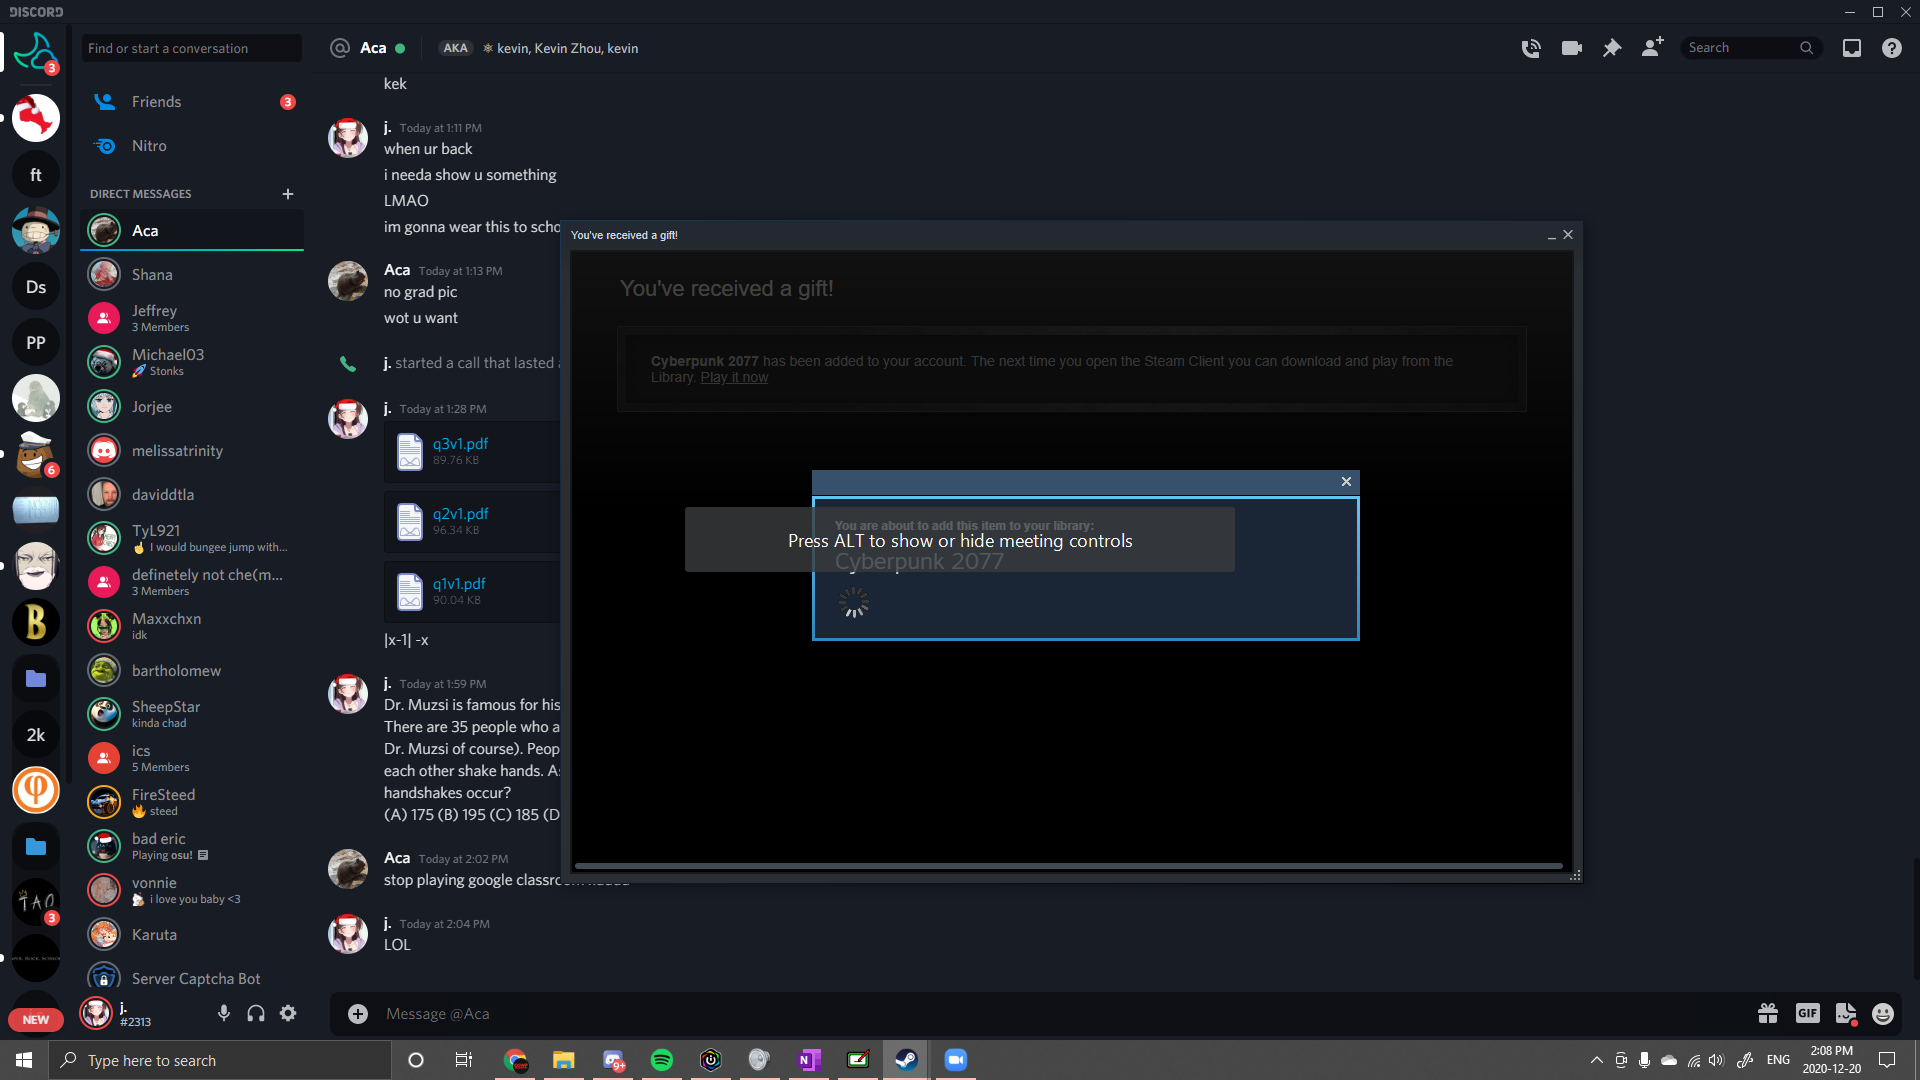 DISCORD
Find or start a conversation
Aca
AKA
kevin, Kevin Zhou, kevin
Search
3
Friends
3
Nitro
DIRECT MESSAGES
Aca
Shana
Jeffrey
3 Members
Michael03
Stonks
Jorjee
melissatrinity
daviddtla
TyL921
I would bungee jump with...
definetely not che(m...
3 Members
Maxxchxn
idk
bartholomew
SheepStar
kinda chad
ics
5 Members
FireSteed
steed
bad eric
Playing osu!
vonnie
i love you baby <3
Karuta
Server Captcha Bot
j.
#2313
ft
Ds
PP
6
B
2k
TAO
3
NEW
kek
j. Today at 1:11 PM
when ur back
i needa show u something
LMAO
im gonna wear this to scho
Aca Today at 1:13 PM
no grad pic
wot u want
j. started a call that lasted
j. Today at 1:28 PM
q3v1.pdf
89.76 KB
q2v1.pdf
96.34 KB
q1v1.pdf
90.04 KB
|x-1| -x
j. Today at 1:59 PM
Dr. Muzsi is famous for his
There are 35 people who a
Dr. Muzsi of course). Peop
each other shake hands. A
handshakes occur?
(A) 175 (B) 195 (C) 185 (D
Aca Today at 2:02 PM
stop playing google classroom
j. Today at 2:04 PM
LOL
Message @Aca
GIF
You've received a gift!
You've received a gift!
Cyberpunk 2077 has been added to your account. The next time you open the Steam Client you can download and play from the
Library. Play it now
You are about to add this item to your library:
Press ALT to show or hide meeting controls
Cyberpunk 2077
Type here to search
9+
N
ENG
2:08 PM
2020-12-20